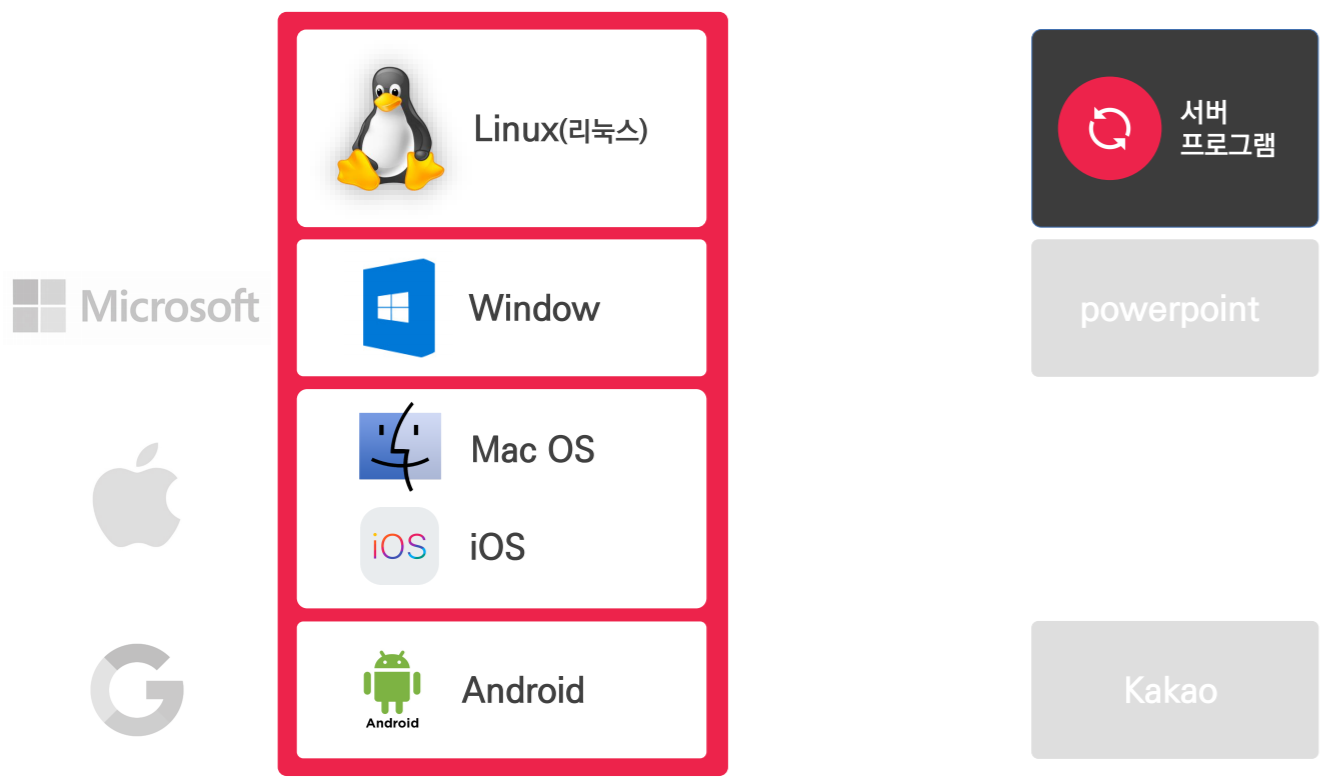 Linux(리눅스)
서버
프로그램
Microsoft
Window
powerpoint
Mac OS
iOS
iOS
Android
Android
Kakao